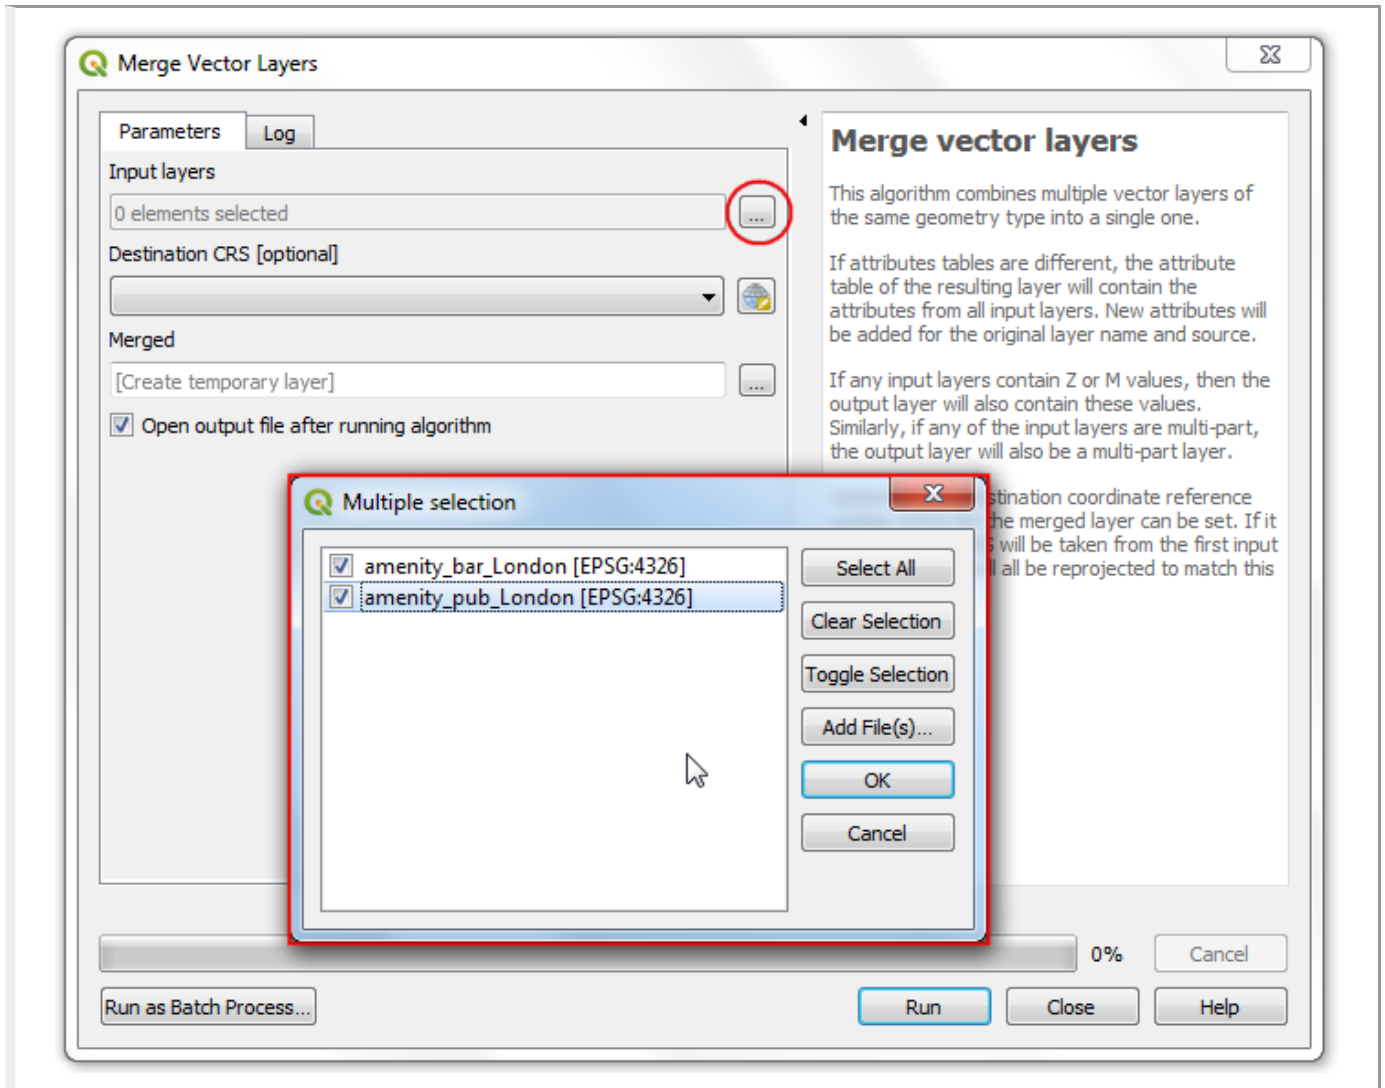 Merge Vector Layers
Parameters
Log
Input layers
0 elements selected
...
Destination CRS [optional]
Merged
[Create temporary layer]
...
Open output file after running algorithm
Merge vector layers
This algorithm combines multiple vector layers of
the same geometry type into a single one.
If attributes tables are different, the attribute
table of the resulting layer will contain the
attributes from all input layers. New attributes will
be added for the original layer name and source.
If any input layers contain Z or M values, then the
output layer will also contain these values.
Similarly, if any of the input layers are multi-part,
the output layer will also be a multi-part layer.
stination coordinate reference
the merged layer can be set. If it
will be taken from the first input
all be reprojected to match this
Multiple selection
amenity_bar_London [EPSG:4326]
amenity_pub_London [EPSG:4326]
Select All
Clear Selection
Toggle Selection
Add File(s)...
OK
Cancel
0%
Cancel
Run as Batch Process...
Run
Close
Help